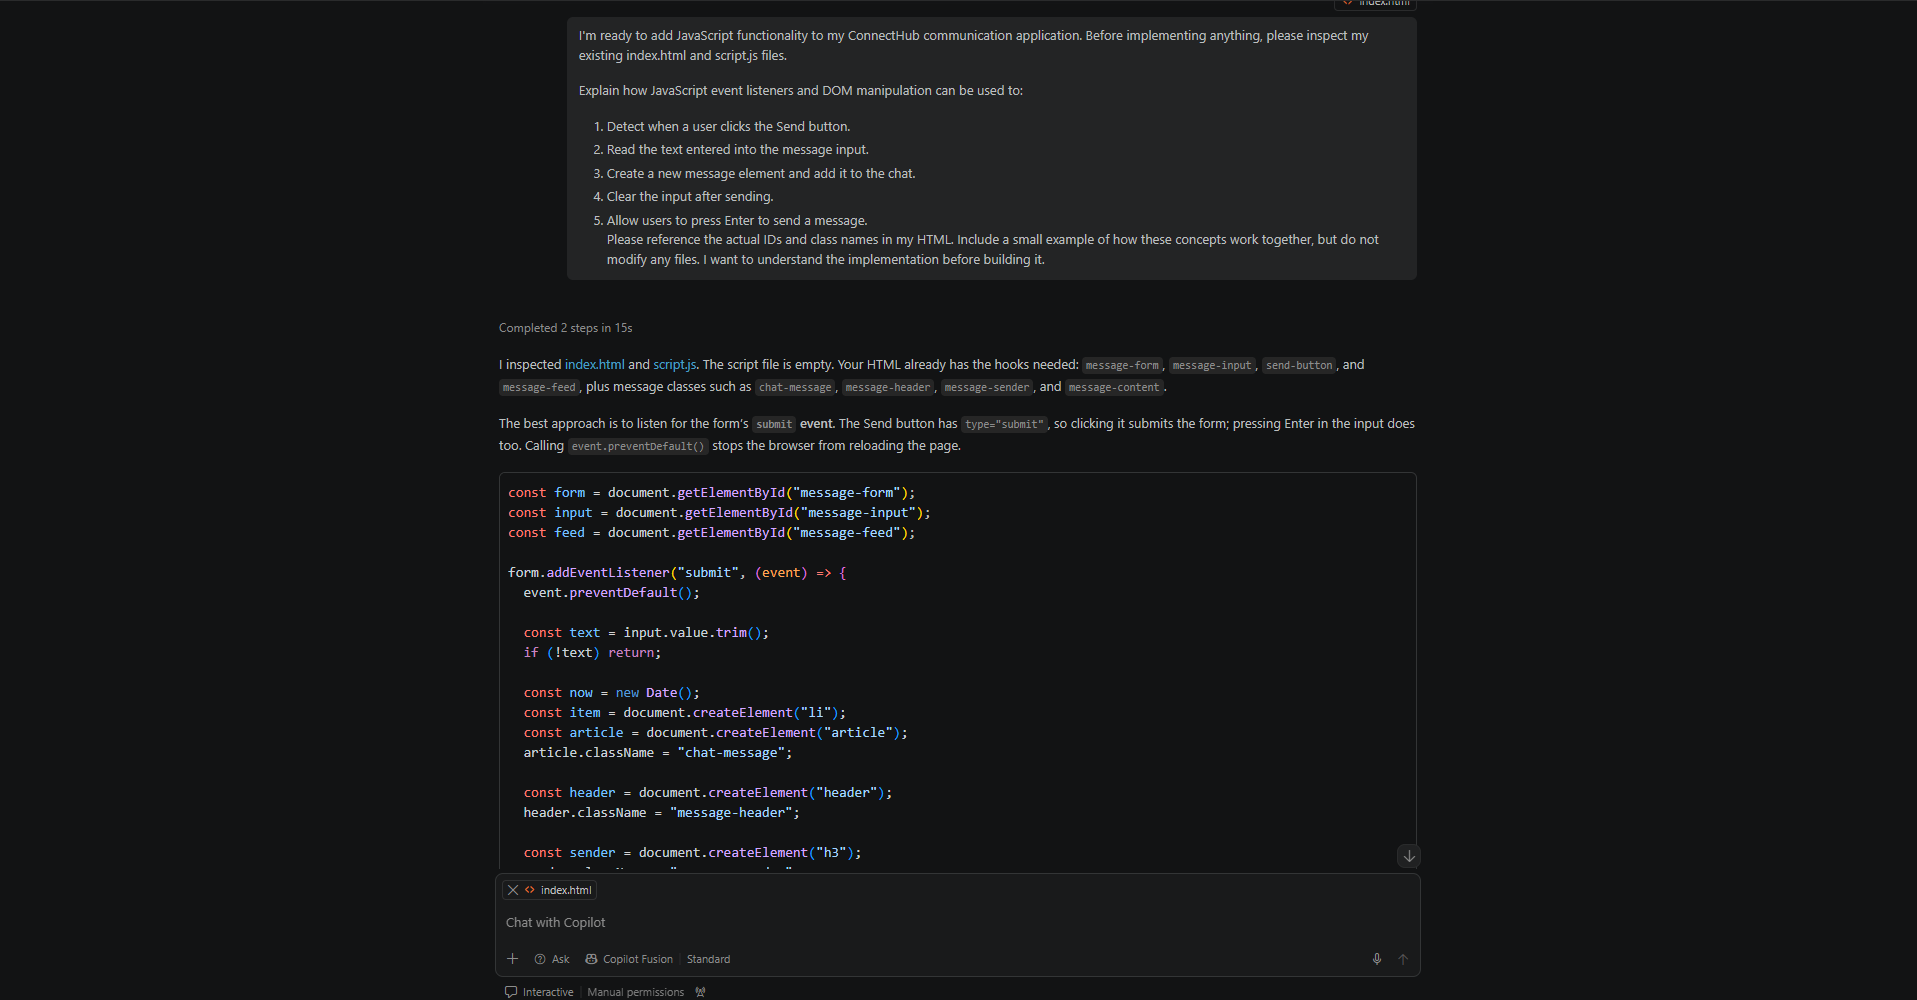 index.html
I'm ready to add JavaScript functionality to my ConnectHub communication application. Before implementing anything, please inspect my
existing index.html and script.js files.
Explain how JavaScript event listeners and DOM manipulation can be used to:
1. Detect when a user clicks the Send button.
2. Read the text entered into the message input.
3. Create a new message element and add it to the chat.
4. Clear the input after sending.
5. Allow users to press Enter to send a message.
Please reference the actual IDs and class names in my HTML. Include a small example of how these concepts work together, but do not
modify any files. I want to understand the implementation before building it.
Completed 2 steps in 15s
I inspected index.html and script.js. The script file is empty. Your HTML already has the hooks needed: message-form, message-input, send-button, and
message-feed, plus message classes such as chat-message, message-header, message-sender, and message-content.
The best approach is to listen for the form's submit event. The Send button has type="submit", so clicking it submits the form; pressing Enter in the input does
too. Calling event.preventDefault() stops the browser from reloading the page.
const form = document.getElementById("message-form");
const input = document.getElementById("message-input");
const feed = document.getElementById("message-feed");
form.addEventListener("submit", (event) => {
event.preventDefault();
const text = input.value.trim();
if (!text) return;
const now = new Date();
const item = document.createElement("li");
const article = document.createElement("article");
article.className = "chat-message";
const header = document.createElement("header");
header.className = "message-header";
const sender = document.createElement("h3");
index.html
Chat with Copilot
Ask Copilot Fusion Standard
Interactive Manual permissions